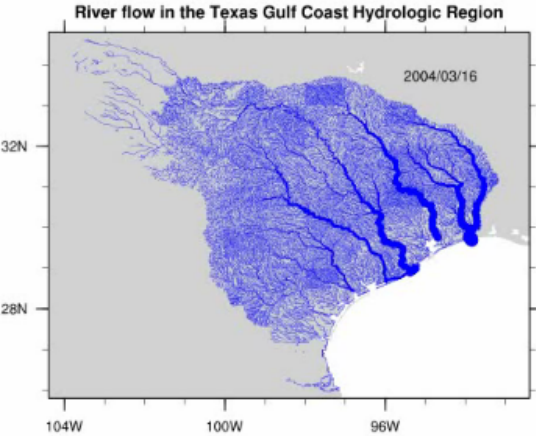 River flow in the Texas Gulf Coast Hydrologic Region
2004/03/16
32N
28N
104W 100W 96W